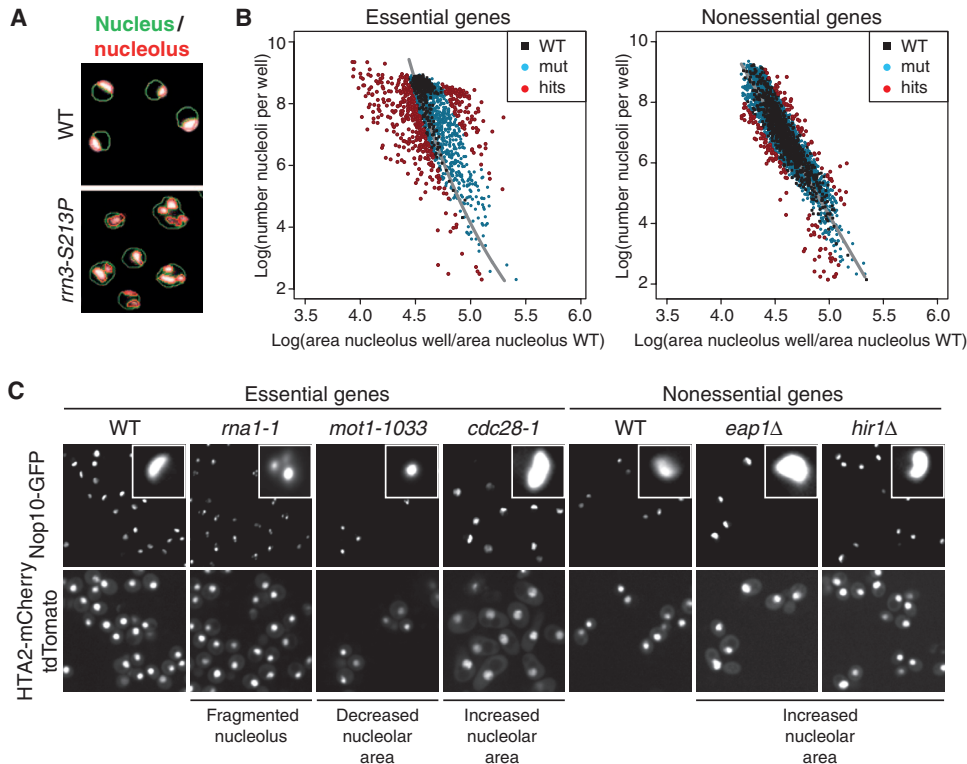 A
Nucleus/
nucleolus
WT
rrn3-S213P
B
Essential genes
Log(number nucleoli per well)
10
8
6
4
2
WT
mut
hits
3.5 4.0 4.5 5.0 5.5 6.0
Log(area nucleolus well/area nucleolus WT)
Nonessential genes
Log(number nucleoli per well)
10
8
6
4
2
WT
mut
hits
3.5 4.0 4.5 5.0 5.5 6.0
Log(area nucleolus well/area nucleolus WT)
C
Essential genes Nonessential genes
WT rna1-1 mot1-1033 cdc28-1 WT eap1Δ hir1Δ
Nop10-GFP
HTA2-mCherry
tdTomato
Fragmented
nucleolus
Decreased
nucleolar
area
Increased
nucleolar
area
Increased
nucleolar
area